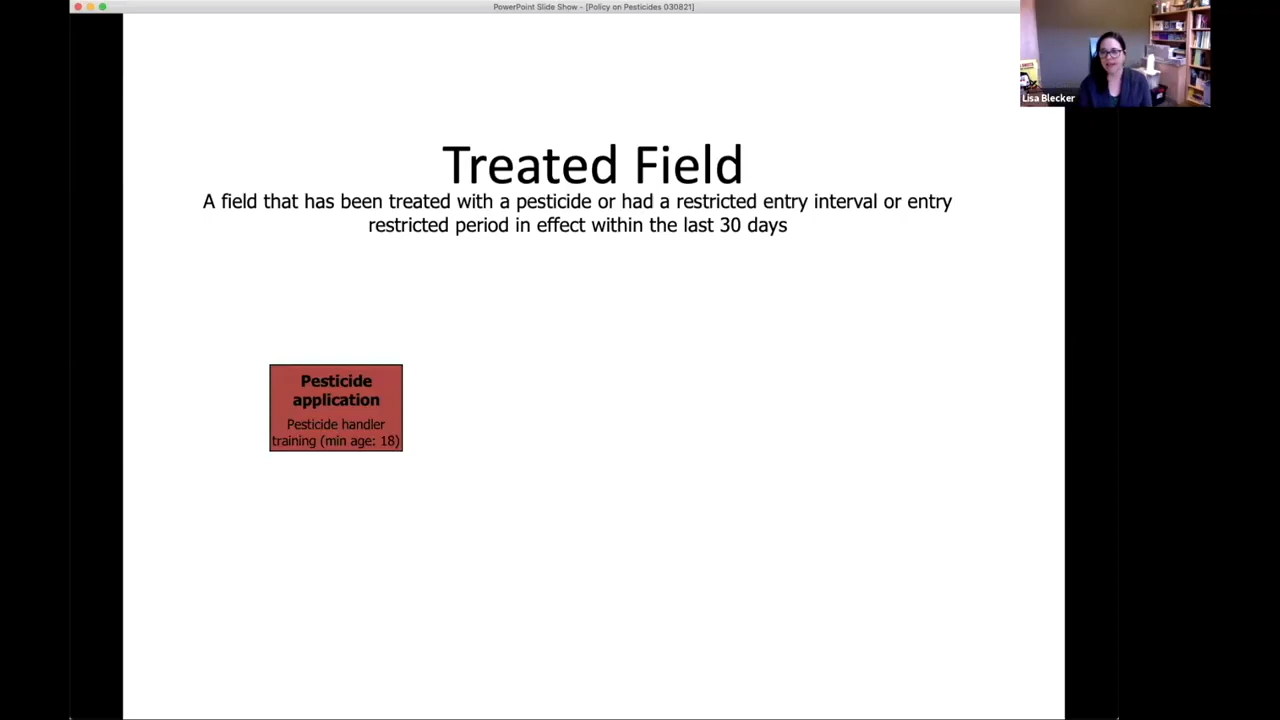 PowerPoint Slide Show - [Policy on Pesticides 030821]
Lisa Blecker
Treated Field
A field that has been treated with a pesticide or had a restricted entry interval or entry
restricted period in effect within the last 30 days
Pesticide
application
Pesticide handler
training (min age: 18)